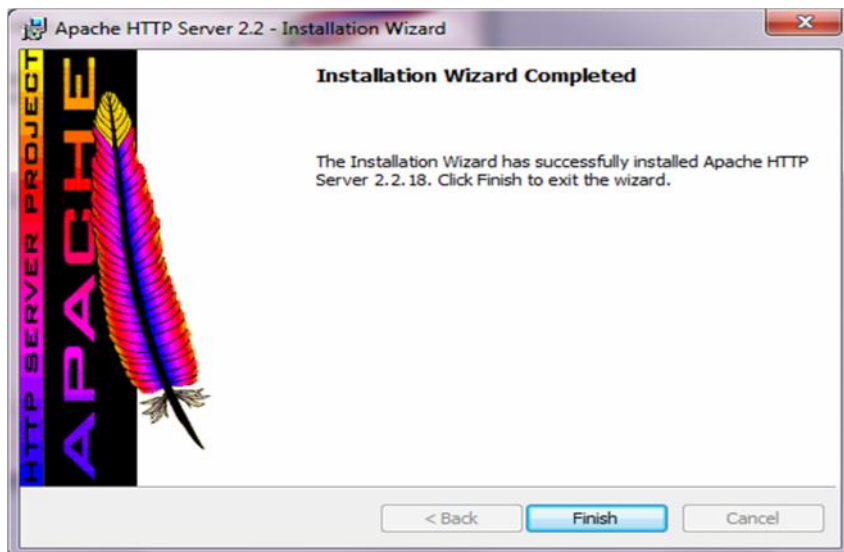 Apache HTTP Server 2.2 - Installation Wizard
HTTP SERVER PROJECT
APACHE
Installation Wizard Completed
The Installation Wizard has successfully installed Apache HTTP
Server 2.2.18. Click Finish to exit the wizard.
< Back
Finish
Cancel